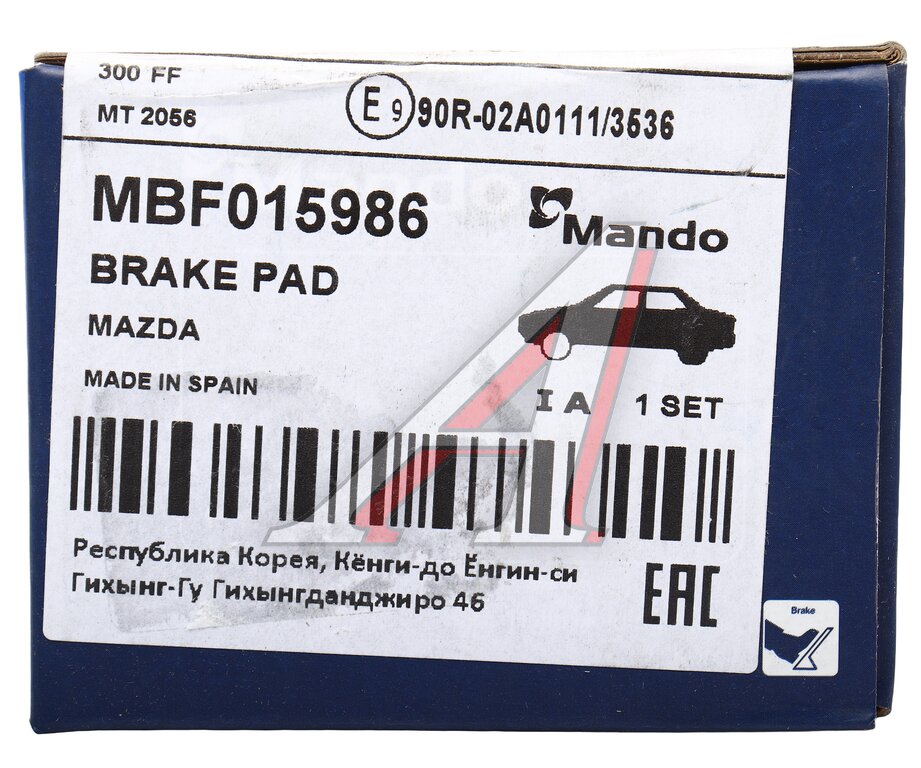 300 FF
MT 2056
E 9 90R-02A0111/3536
MBF015986
Mando
BRAKE PAD
MAZDA
MADE IN SPAIN
I A 1 SET
Республика Корея, Кёнги-до Ёнгин-си
Гихынг-Гу Гихынгданджиро 46
EAC
Brake